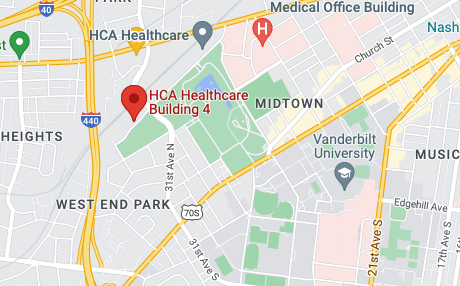 40
PARK
Medical Office Building
HCA Healthcare
H
Nash
Church St
est
HCA Healthcare
Building 4
MIDTOWN
440
HEIGHTS
Vanderbilt
University
MUSIC
31st Ave N
WEST END PARK
70S
Edgehill Ave
31st Ave S
21st Ave S
17th Ave S